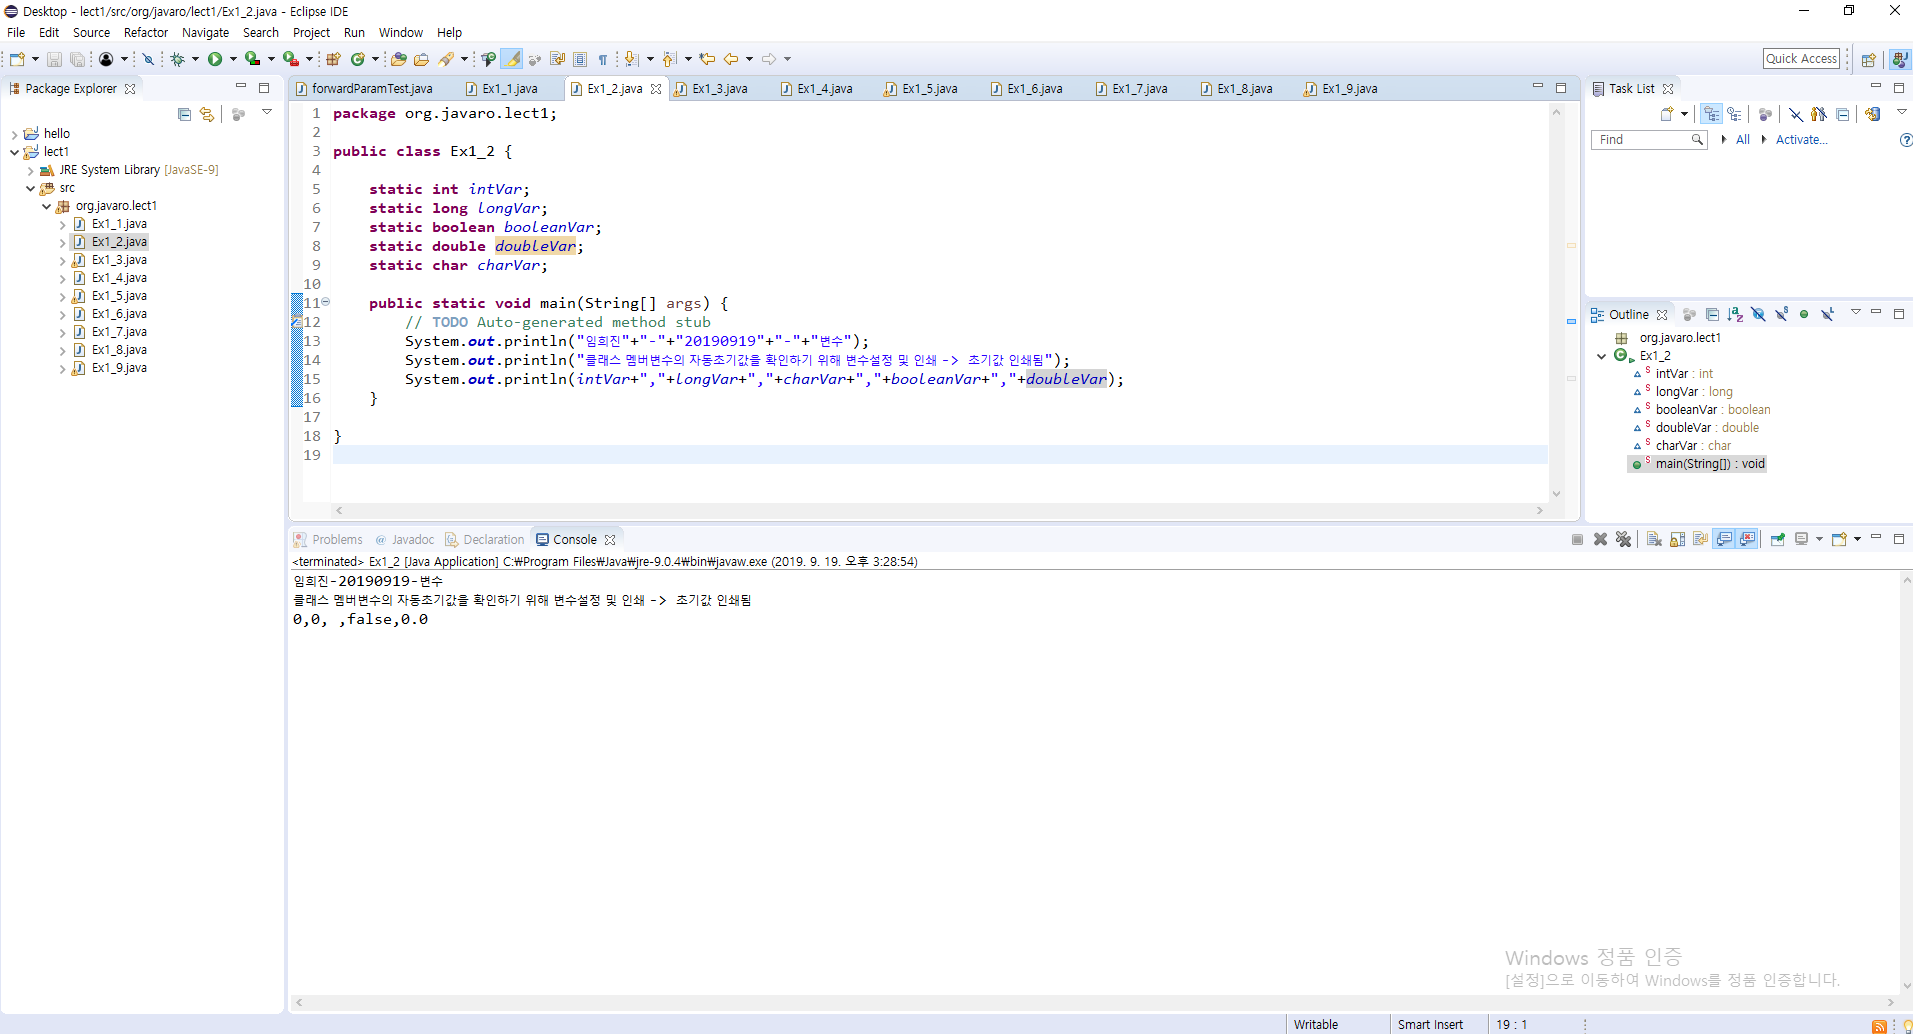 Desktop - lect1/src/org/javaro/lect1/Ex1_2.java - Eclipse IDE
File Edit Source Refactor Navigate Search Project Run Window Help
Quick Access
Package Explorer
hello
lect1
JRE System Library [JavaSE-9]
src
org.javaro.lect1
Ex1_1.java
Ex1_2.java
Ex1_3.java
Ex1_4.java
Ex1_5.java
Ex1_6.java
Ex1_7.java
Ex1_8.java
Ex1_9.java
forwardParamTest.java Ex1_1.java Ex1_2.java Ex1_3.java Ex1_4.java Ex1_5.java Ex1_6.java Ex1_7.java Ex1_8.java Ex1_9.java
1 package org.javaro.lect1;
2
3 public class Ex1_2 {
4
5 static int intVar;
6 static long longVar;
7 static boolean booleanVar;
8 static double doubleVar;
9 static char charVar;
10
11 public static void main(String[] args) {
12 // TODO Auto-generated method stub
13 System.out.println("임희진"+"-"+"20190919"+"-"+"변수");
14 System.out.println("클래스 멤버변수의 자동초기값을 확인하기 위해 변수설정 및 인쇄 -> 초기값 인쇄됨");
15 System.out.println(intVar+","+longVar+","+charVar+","+booleanVar+","+doubleVar);
16 }
17
18 }
19
Task List
Find
All
Activate...
Outline
org.javaro.lect1
Ex1_2
intVar : int
longVar : long
booleanVar : boolean
doubleVar : double
charVar : char
main(String[]) : void
Problems @ Javadoc Declaration Console
<terminated> Ex1_2 [Java Application] C:₩Program Files₩Java₩jre-9.0.4₩bin₩javaw.exe (2019. 9. 19. 오후 3:28:54)
임희진-20190919-변수
클래스 멤버변수의 자동초기값을 확인하기 위해 변수설정 및 인쇄 -> 초기값 인쇄됨
0,0, ,false,0.0
Windows 정품 인증
[설정]으로 이동하여 Windows를 정품 인증합니다.
Writable Smart Insert 19 : 1